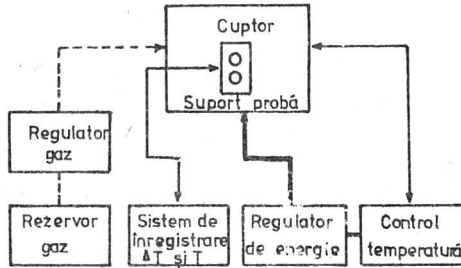 Cuptor
Suport probă
Regulator
gaz
Rezervor
gaz
Sistem de
înregistrare
ΔT și T
Regulator
de energie
Control
temperatură